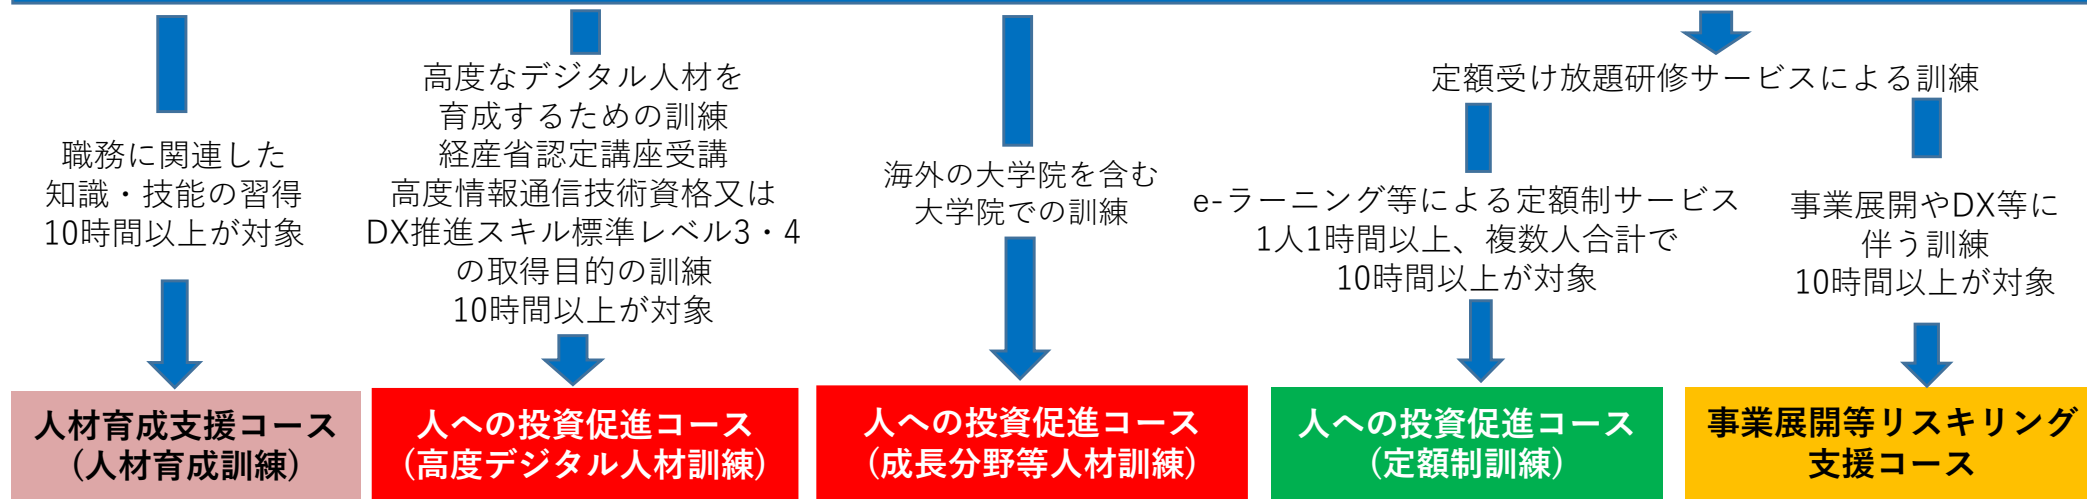 職務に関連した
知識・技能の習得
10時間以上が対象
人材育成支援コース
(人材育成訓練)
高度なデジタル人材を
育成するための訓練
経産省認定講座受講
高度情報通信技術資格又は
DX推進スキル標準レベル3・4
の取得目的の訓練
10時間以上が対象
人への投資促進コース
(高度デジタル人材訓練)
海外の大学院を含む
大学院での訓練
人への投資促進コース
(成長分野等人材訓練)
定額受け放題研修サービスによる訓練
e-ラーニング等による定額制サービス
1人1時間以上、複数人合計で
10時間以上が対象
人への投資促進コース
(定額制訓練)
事業展開やDX等に
伴う訓練
10時間以上が対象
事業展開等リスキリング
支援コース